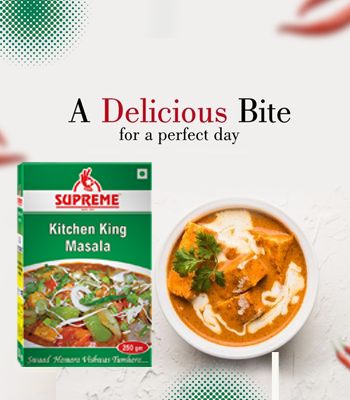 A Delicious Bite
for a perfect day
SUPREME
Kitchen King
Masala
250 gm
Swaad Hamara Vishwas Tumhara....